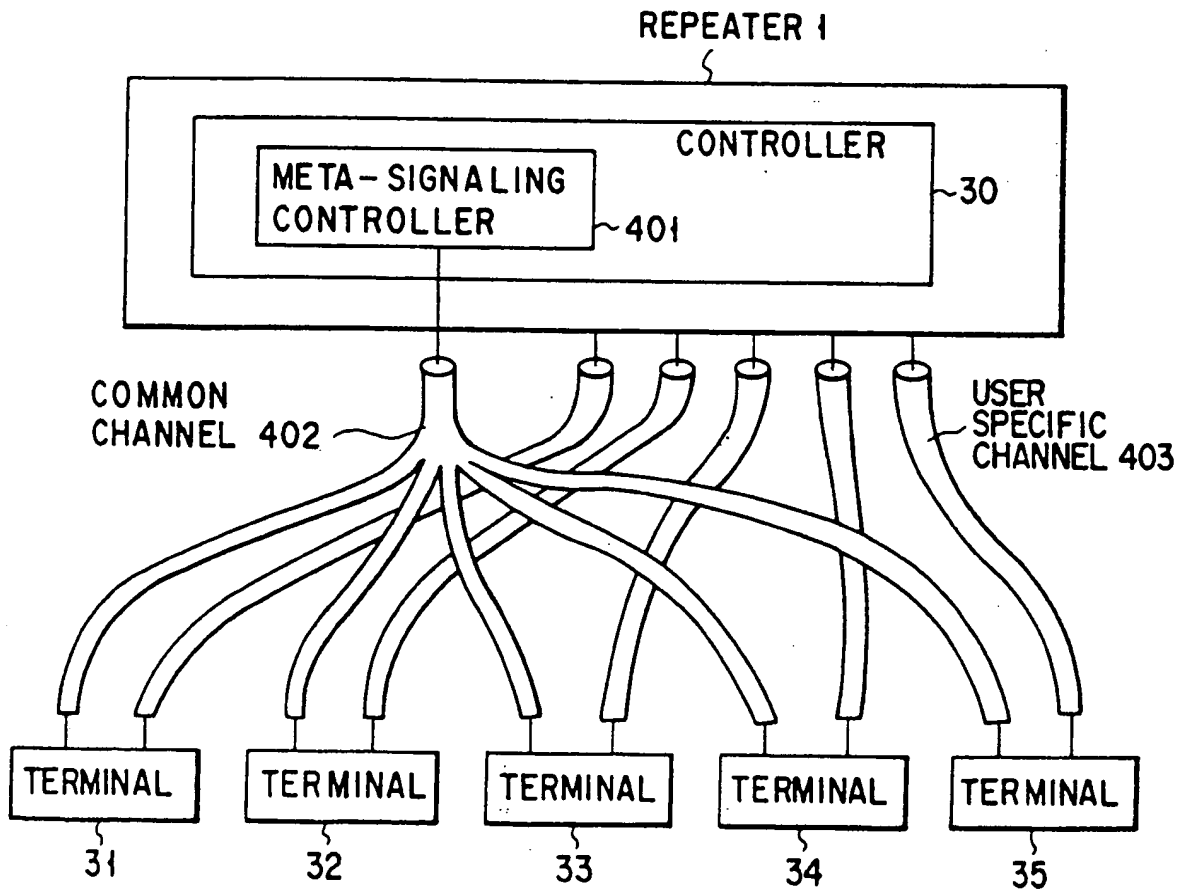 REPEATER 1
CONTROLLER
META-SIGNALING
CONTROLLER
401
30
COMMON
CHANNEL 402
USER
SPECIFIC
CHANNEL 403
TERMINAL
TERMINAL
TERMINAL
TERMINAL
TERMINAL
31
32
33
34
35